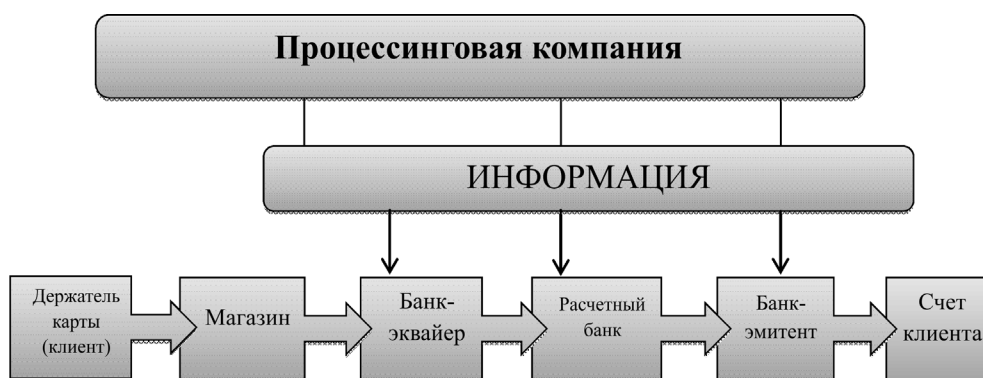 Процессинговая компания
ИНФОРМАЦИЯ
Держатель
карты
(клиент)
Магазин
Банк-
эквайер
Расчетный
банк
Банк-
эмитент
Счет
клиента